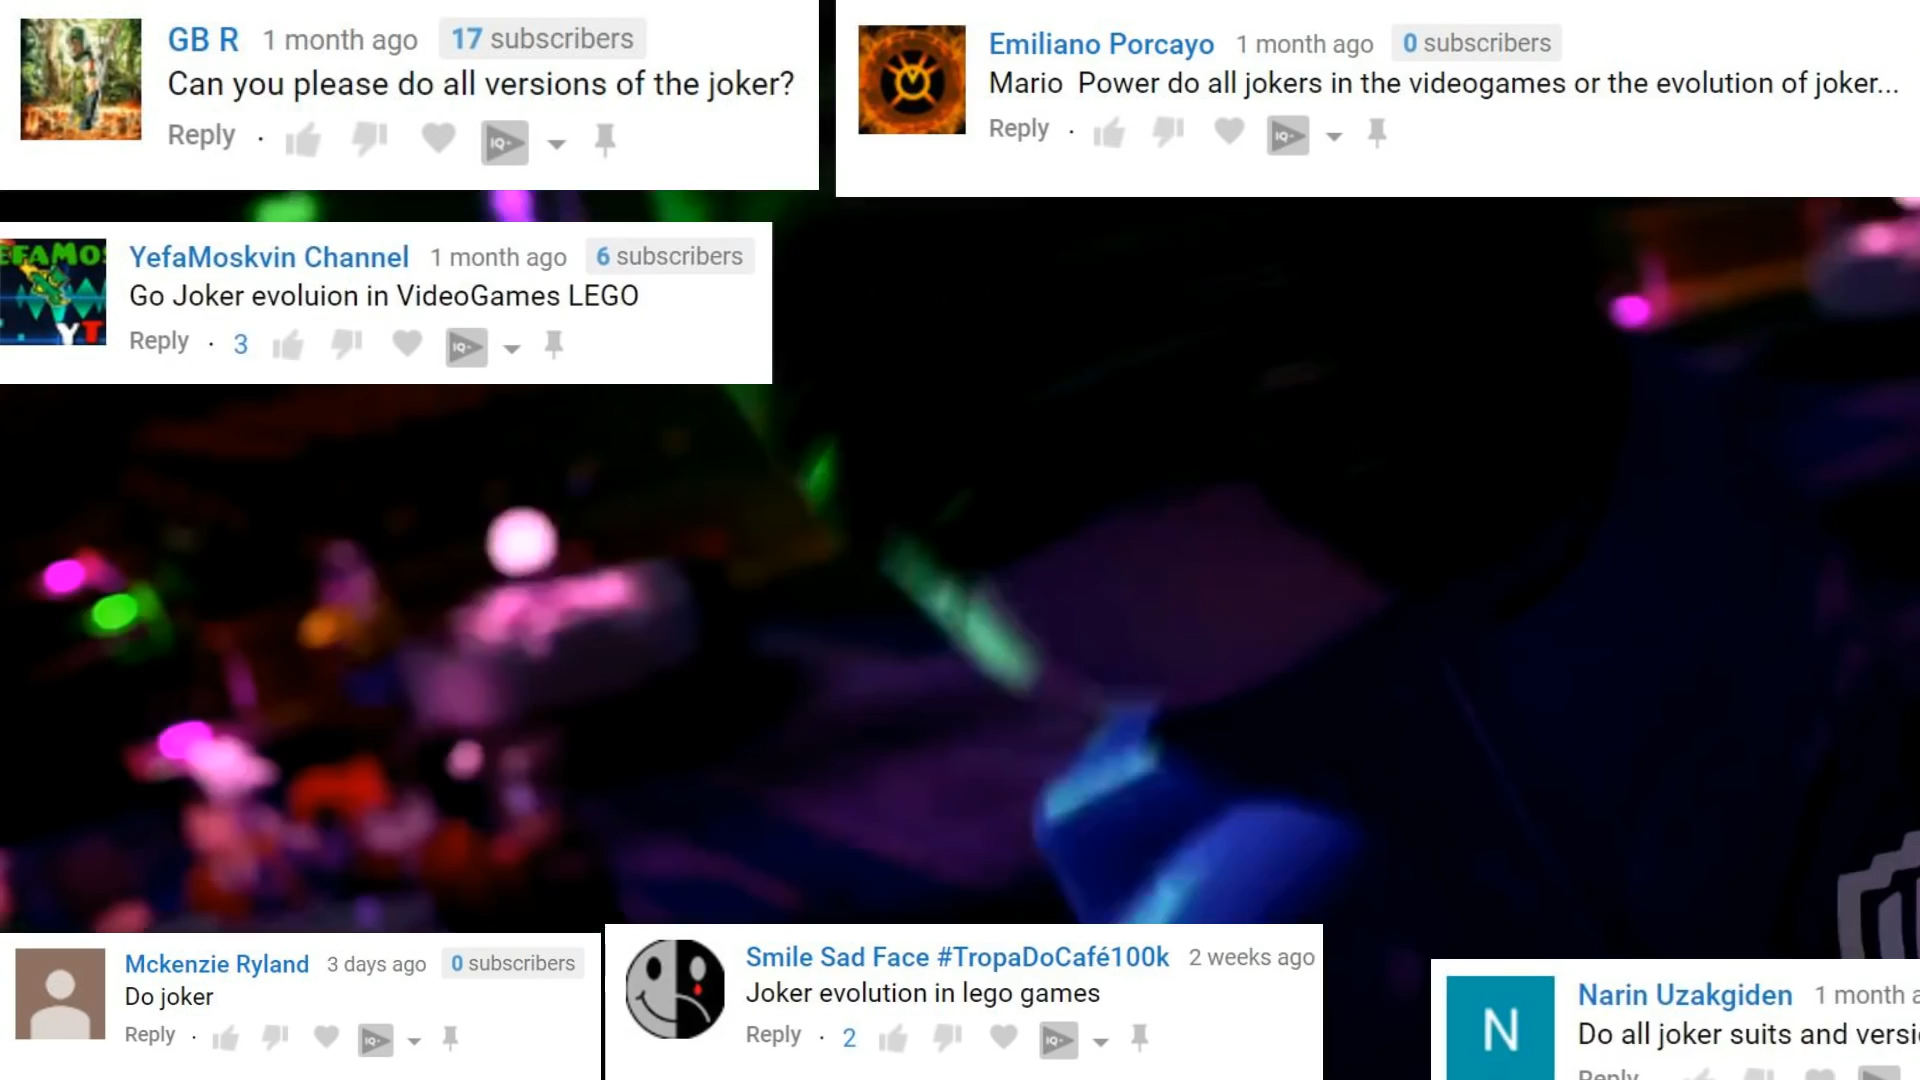 GB R 1 month ago 17 subscribers
Can you please do all versions of the joker?
Reply
Emiliano Porcayo 1 month ago 0 subscribers
Mario Power do all jokers in the videogames or the evolution of joker...
Reply
YefaMoskvin Channel 1 month ago 6 subscribers
Go Joker evoluion in VideoGames LEGO
Reply · 3
Mckenzie Ryland 3 days ago 0 subscribers
Do joker
Reply
Smile Sad Face #TropaDoCafé100k 2 weeks ago
Joker evolution in lego games
Reply · 2
N
Narin Uzakgiden 1 month a
Do all joker suits and versi
Reply